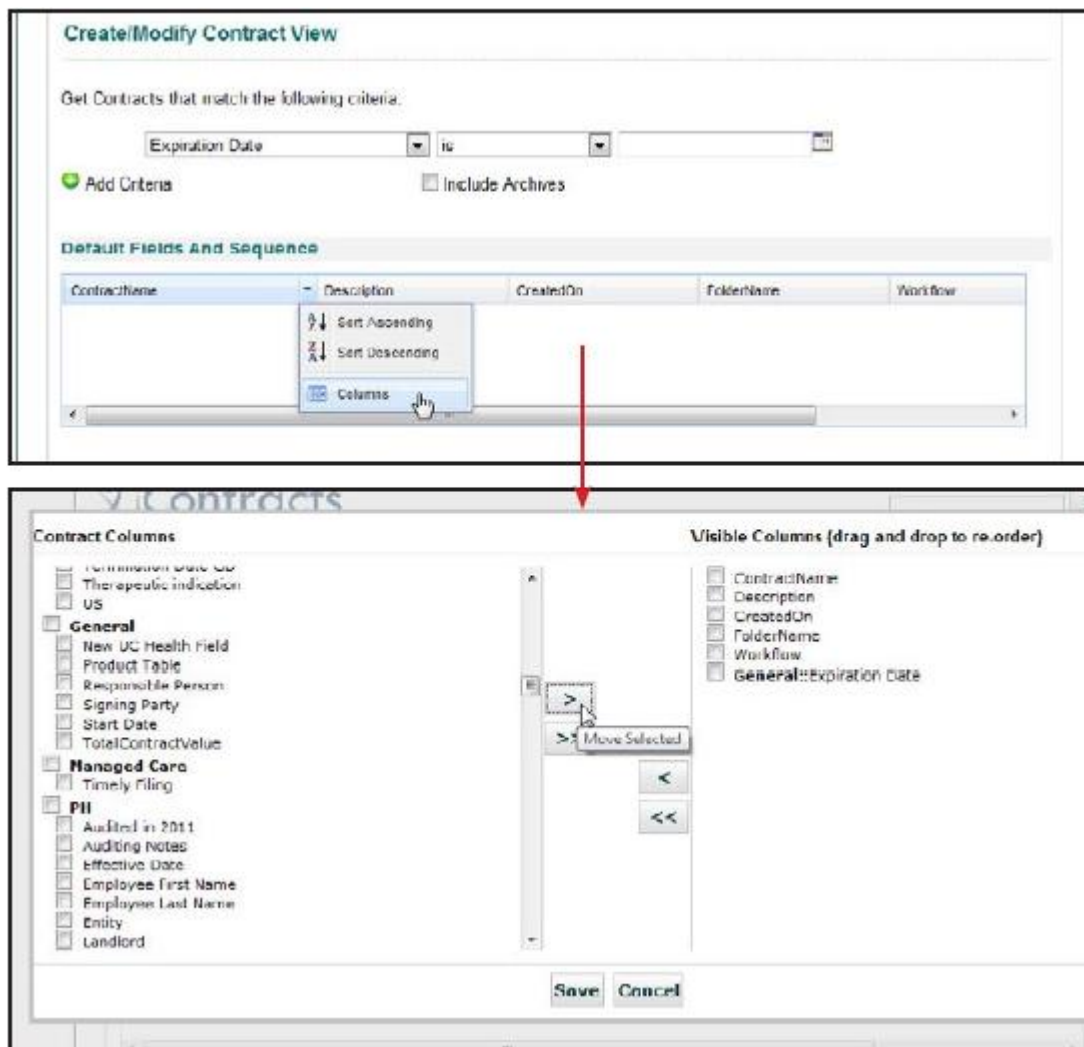 Create/Modify Contract View
Get Contracts that match the following criteria.
Expiration Date is
Add Criteria Include Archives
Default Fields And Sequence
ContractName Description CreatedOn FolderName Workflow
Sort Ascending
Sort Descending
Columns
Contracts
Contract Columns Visible Columns (drag and drop to re-order)
Termination Date
Therapeutic indication
US
General
New UC Health Field
Product Table
Responsible Person
Signing Party
Start Date
TotalContractValue
Managed Care
Timely Filing
PII
Audited in 2011
Auditing Notes
Effective Date
Employee First Name
Employee Last Name
Entity
Landlord
>
>>
Move Selected
<
<<
ContractName
Description
CreatedOn
FolderName
Workflow
General::Expiration Date
Save Cancel